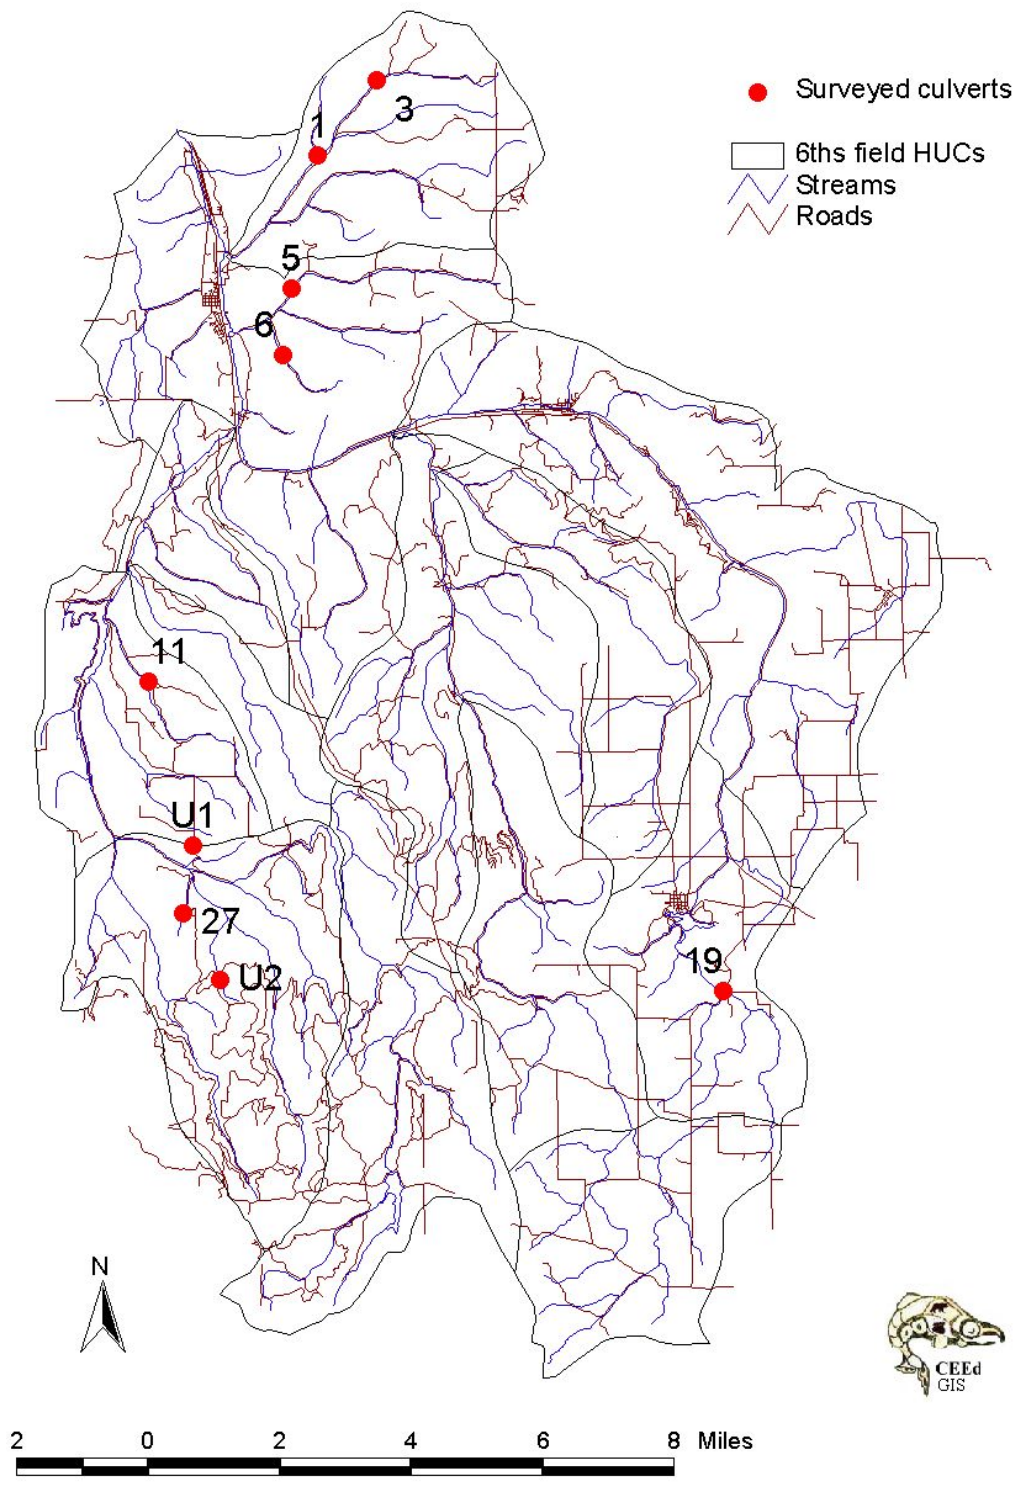 Surveyed culverts
3
1
6ths field HUCs
Streams
Roads
5
6
11
U1
27
U2
19
N
CEEd
GIS
2 0 2 4 6 8 Miles